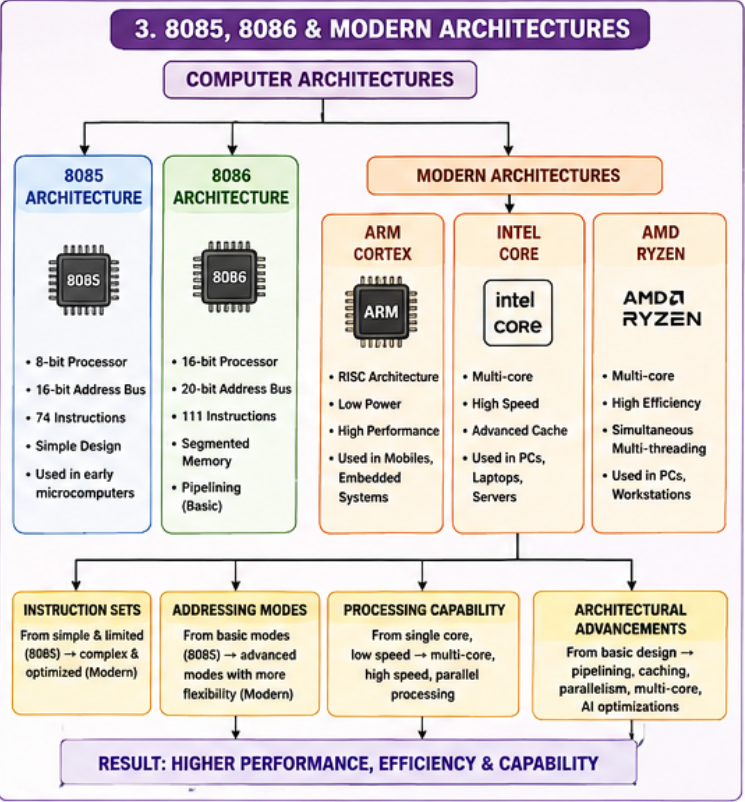 3. 8085, 8086 & MODERN ARCHITECTURES
COMPUTER ARCHITECTURES
8085
ARCHITECTURE
808S
• 8-bit Processor
• 16-bit Address Bus
• 74 Instructions
• Simple Design
• Used in early
microcomputers
8086
ARCHITECTURE
8086
• 16-bit Processor
• 20-bit Address Bus
• 111 Instructions
• Segmented
Memory
• Pipelining
(Basic)
MODERN ARCHITECTURES
ARM
CORTEX
ARM
• RISC Architecture
• Low Power
• High Performance
• Used in Mobiles,
Embedded
Systems
INTEL
CORE
intel
core
• Multi-core
• High Speed
• Advanced Cache
• Used in PCs,
Laptops,
Servers
AMD
RYZEN
AMD
RYZEN
• Multi-core
• High Efficiency
• Simultaneous
Multi-threading
• Used in PCs,
Workstations
INSTRUCTION SETS
From simple & limited
(808S) → complex &
optimized (Modern)
ADDRESSING MODES
From basic modes
(808S) → advanced
modes with more
flexibility (Modern)
PROCESSING CAPABILITY
From single core,
low speed → multi-core,
high speed, parallel
processing
ARCHITECTURAL
ADVANCEMENTS
From basic design →
pipelining, caching,
parallelism, multi-core,
AI optimizations
RESULT: HIGHER PERFORMANCE, EFFICIENCY & CAPABILITY